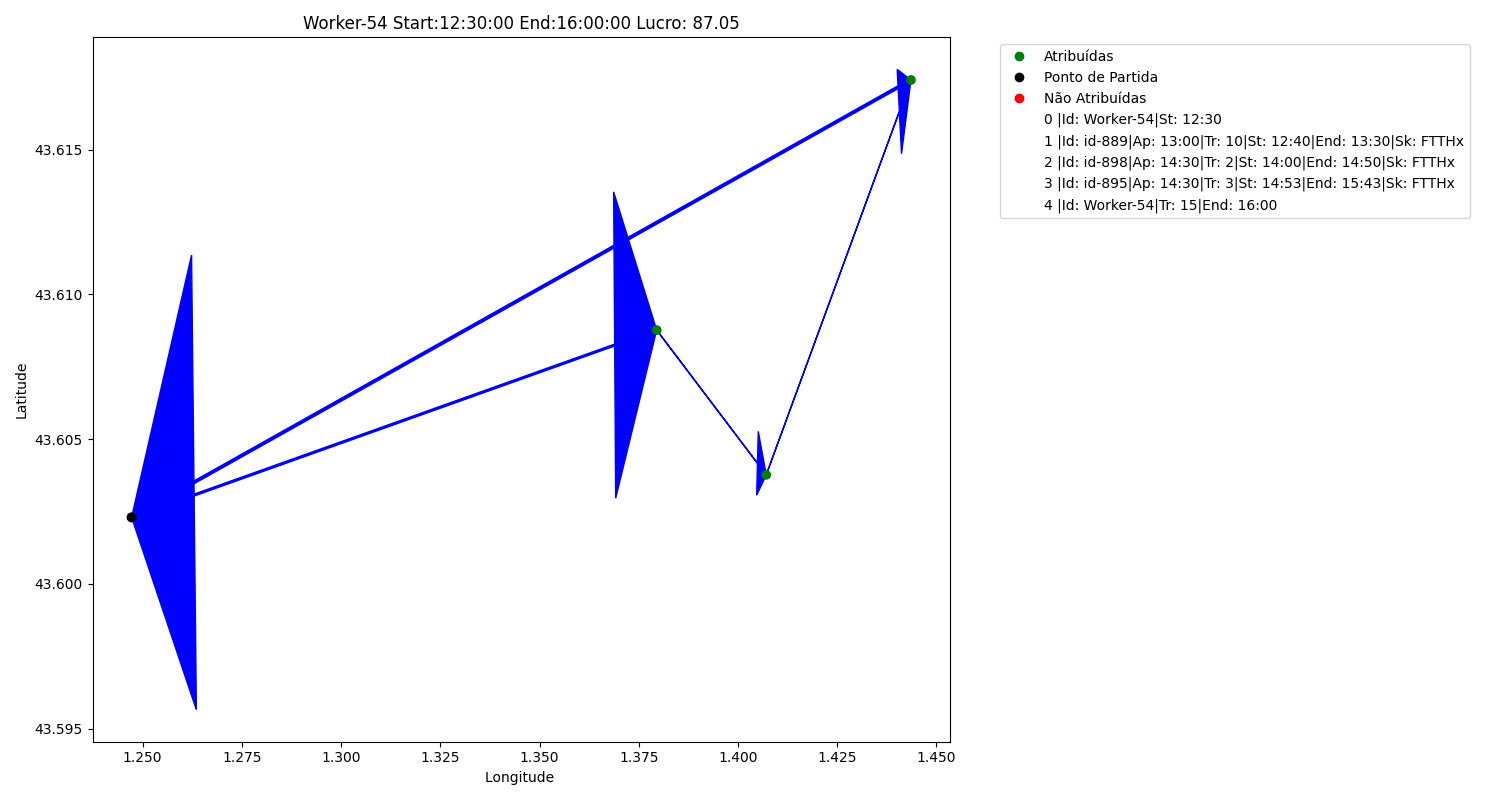 Worker-54 Start:12:30:00 End:16:00:00 Lucro: 87.05
Atribuídas
Ponto de Partida
Não Atribuídas
0 |Id: Worker-54|St: 12:30
1 |Id: id-889|Ap: 13:00|Tr: 10|St: 12:40|End: 13:30|Sk: FTTHx
2 |Id: id-898|Ap: 14:30|Tr: 2|St: 14:00|End: 14:50|Sk: FTTHx
3 |Id: id-895|Ap: 14:30|Tr: 3|St: 14:53|End: 15:43|Sk: FTTHx
4 |Id: Worker-54|Tr: 15|End: 16:00
43.615
43.610
43.605
43.600
43.595
Latitude
1.250 1.275 1.300 1.325 1.350 1.375 1.400 1.425 1.450
Longitude